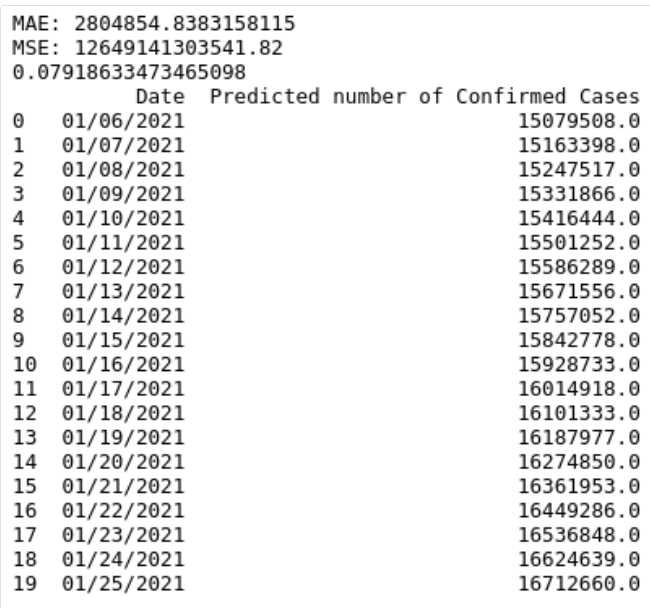 MAE: 2804854.8383158115
MSE: 12649141303541.82
0.07918633473465098
Date Predicted number of Confirmed Cases
0 01/06/2021 15079508.0
1 01/07/2021 15163398.0
2 01/08/2021 15247517.0
3 01/09/2021 15331866.0
4 01/10/2021 15416444.0
5 01/11/2021 15501252.0
6 01/12/2021 15586289.0
7 01/13/2021 15671556.0
8 01/14/2021 15757052.0
9 01/15/2021 15842778.0
10 01/16/2021 15928733.0
11 01/17/2021 16014918.0
12 01/18/2021 16101333.0
13 01/19/2021 16187977.0
14 01/20/2021 16274850.0
15 01/21/2021 16361953.0
16 01/22/2021 16449286.0
17 01/23/2021 16536848.0
18 01/24/2021 16624639.0
19 01/25/2021 16712660.0